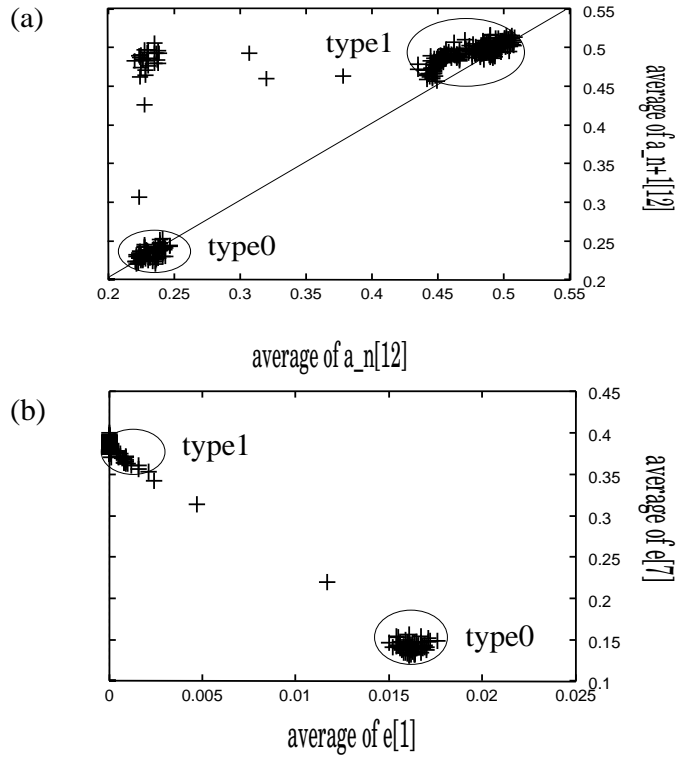 (a)
type1
type0
0.55
0.5
0.45
0.4
0.35
0.3
0.25
0.2
average of a_n+1[12]
0.2 0.25 0.3 0.35 0.4 0.45 0.5 0.55
average of a_n[12]
(b)
type1
type0
0.45
0.4
0.35
0.3
0.25
0.2
0.15
0.1
average of e[7]
0 0.005 0.01 0.015 0.02 0.025
average of e[1]